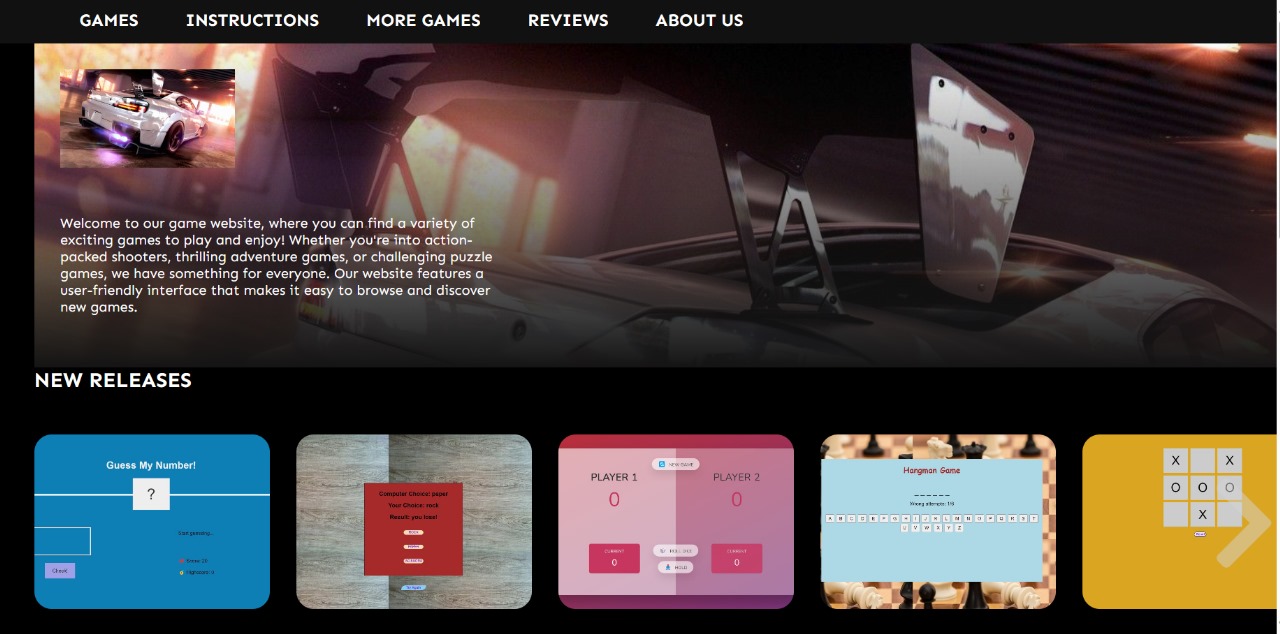 GAMES INSTRUCTIONS MORE GAMES REVIEWS ABOUT US
Welcome to our game website, where you can find a variety of
exciting games to play and enjoy! Whether you're into action-
packed shooters, thrilling adventure games, or challenging puzzle
games, we have something for everyone. Our website features a
user-friendly interface that makes it easy to browse and discover
new games.
NEW RELEASES
Guess My Number!
?
Start guessing...
Score: 20
Highscore: 0
Check!
Computer Choice: paper
Your Choice: rock
Result: you lose!
NEW GAME
PLAYER 1
0
PLAYER 2
0
CURRENT
0
ROLL DICE
HOLD
CURRENT
0
Hangman Game
_ _ _ _ _ _
Wrong attempts: 1/6
A B C D E F G H I J K L M N O P Q R S T
U V W X Y Z
X X
O O O
X